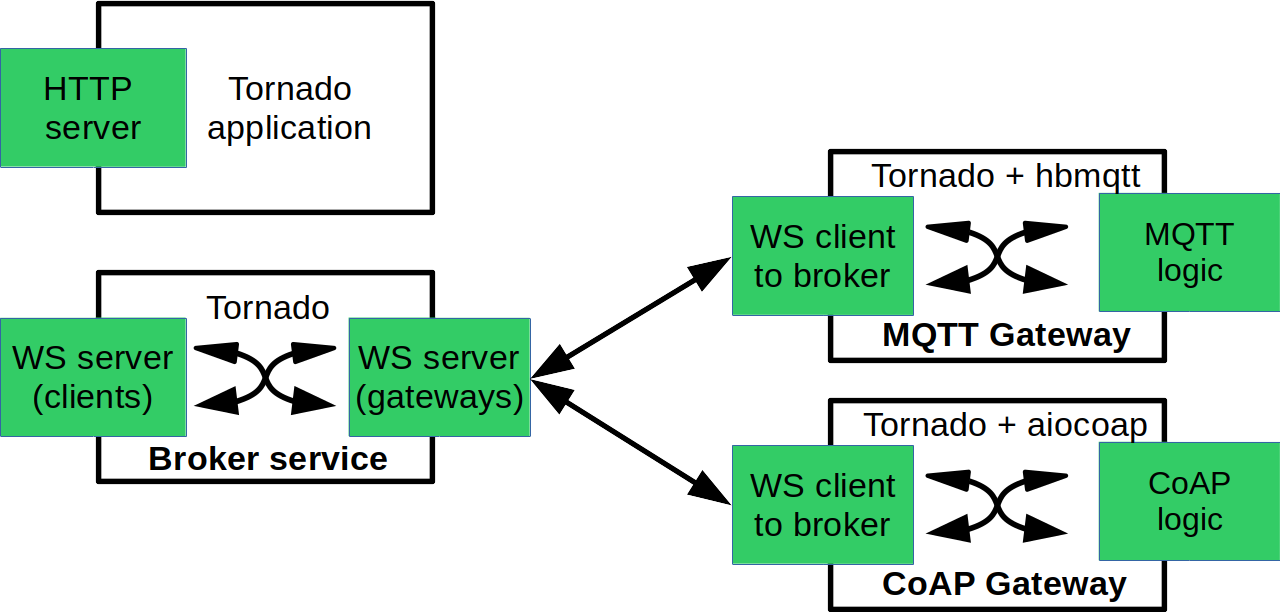 HTTP
server
Tornado
application
Tornado
WS server
(clients)
WS server
(gateways)
Broker service
Tornado + hbmqtt
WS client
to broker
MQTT
logic
MQTT Gateway
Tornado + aiocoap
WS client
to broker
CoAP
logic
CoAP Gateway